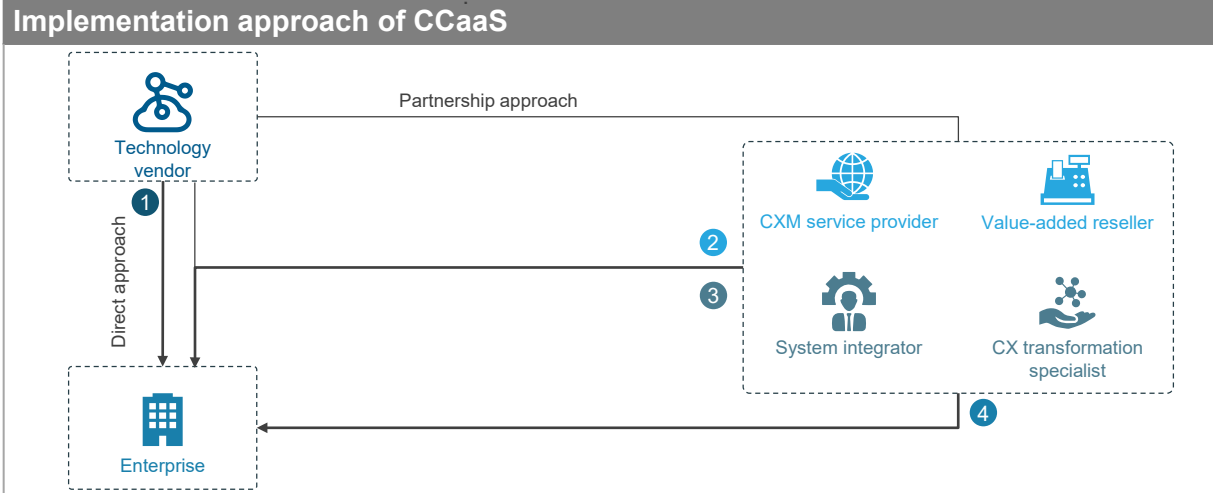 Implementation approach of CCaaS
Partnership approach
Technology
vendor
1
Direct approach
CXM service provider
Value-added reseller
2
3
System integrator
CX transformation
specialist
4
Enterprise